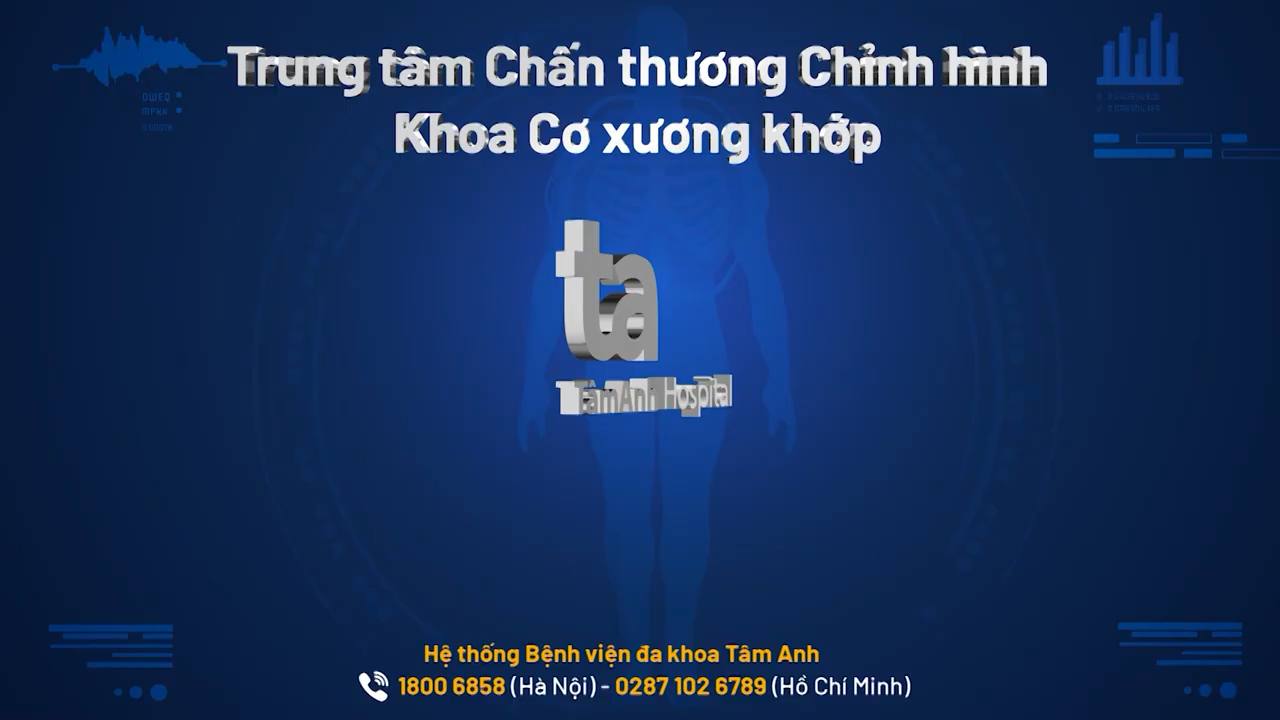 Trung tâm Chấn thương Chỉnh hình
Khoa Cơ xương khớp
ta
TâmAnh Hospital
Hệ thống Bệnh viện đa khoa Tâm Anh
1800 6858 (Hà Nội) - 0287 102 6789 (Hồ Chí Minh)